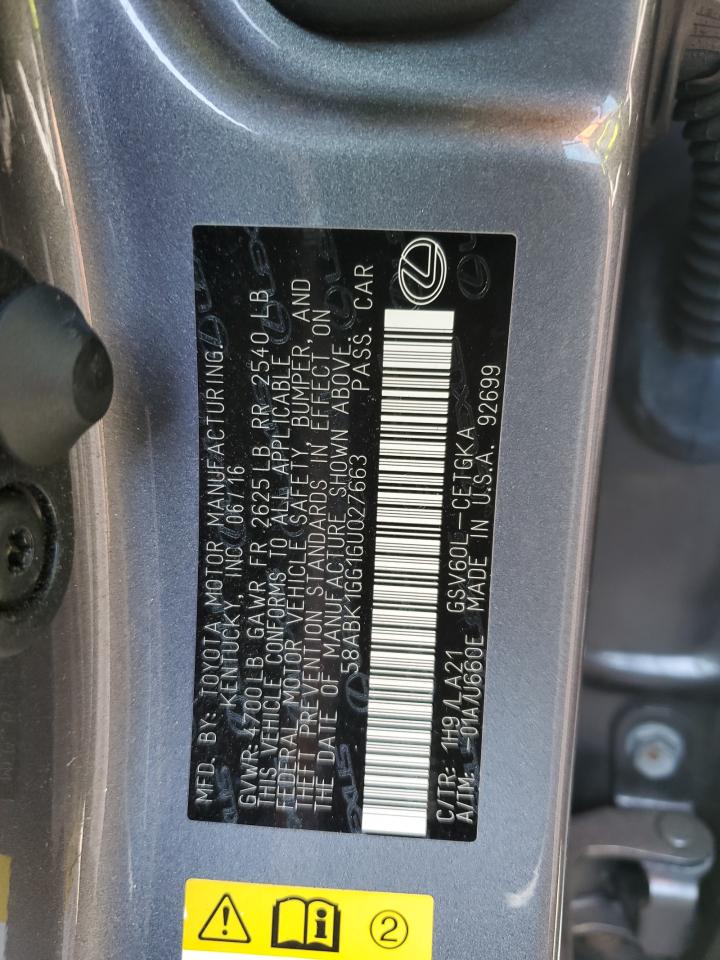 MFD. BY: TOYOTA MOTOR MANUFACTURING,
KENTUCKY, INC. 06/16
GVWR: 4700LB GAWR FR 2625LB RR 2540 LB
THIS VEHICLE CONFORMS TO ALL APPLICABLE
FEDERAL MOTOR VEHICLE SAFETY, BUMPER, AND
THEFT PREVENTION STANDARDS IN EFFECT ON
THE DATE OF MANUFACTURE SHOWN ABOVE.
58ABK1GG1GU027663 PASS. CAR
C/TR: 1H9/LA21 GSV60L-CETGKA
A/TM: -01A/U660E MADE IN U.S.A. 92699
2